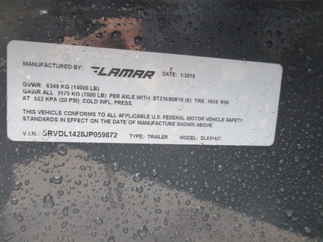 MANUFACTURED BY: LAMAR DATE: 1/2018
GVWR: 6349 KG (14000 LB)
GAWR ALL 3175 KG (7000 LB) PER AXLE WITH ST235/80R16 (E) TIRE, 16X6 RIM
AT 552 KPA (80 PSI) COLD INFL. PRESS.
THIS VEHICLE CONFORMS TO ALL APPLICABLE U.S. FEDERAL MOTOR VEHICLE SAFETY
STANDARDS IN EFFECT ON THE DATE OF MANUFACTURE SHOWN ABOVE
V.I.N.: 5RVDL1428JP059872 TYPE: TRAILER MODEL: